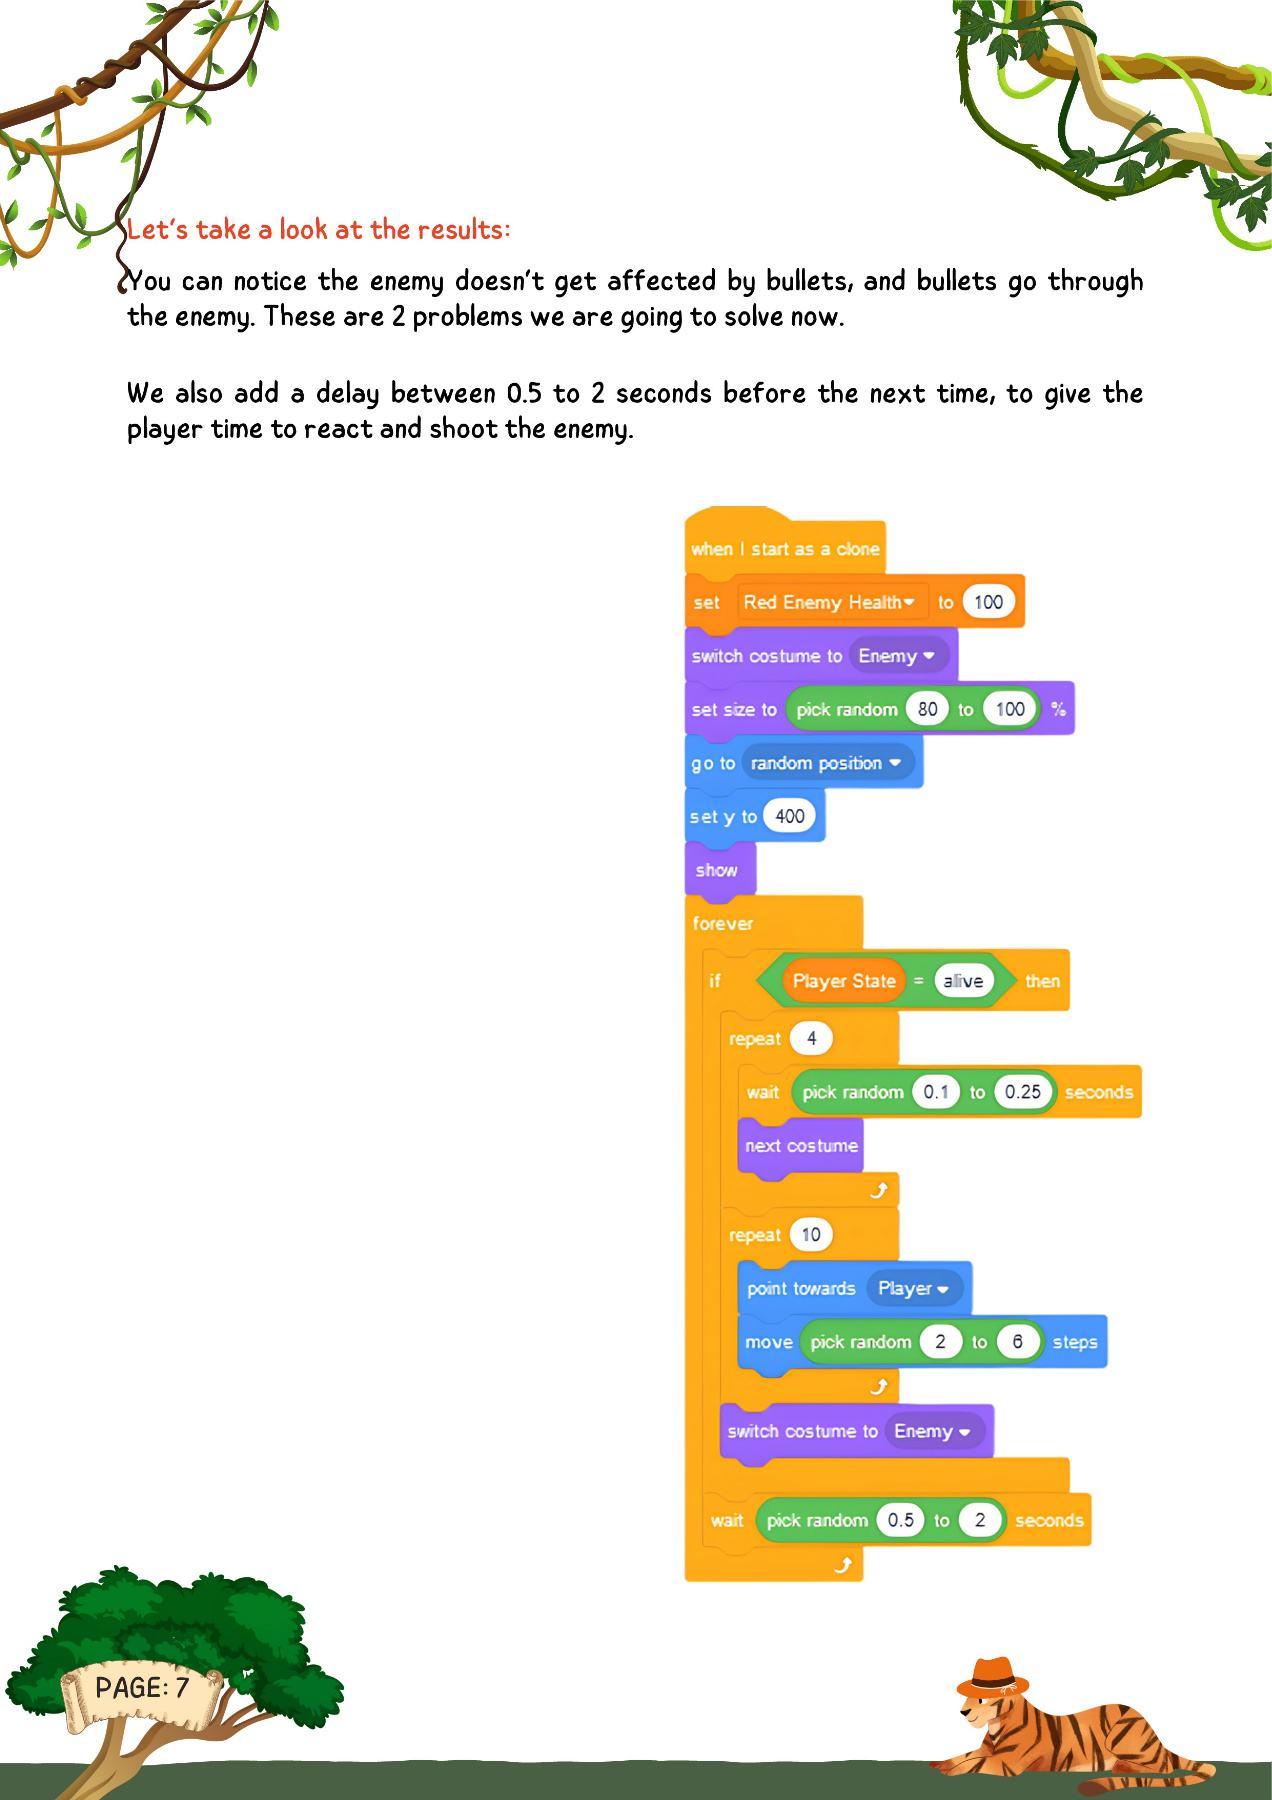 Let's take a look at the results:
You can notice the enemy doesn't get affected by bullets, and bullets go through
the enemy. These are 2 problems we are going to solve now.
We also add a delay between 0.5 to 2 seconds before the next time, to give the
player time to react and shoot the enemy.
when I start as a clone
set Red Enemy Health to 100
switch costume to Enemy
set size to pick random 80 to 100 %
go to random position
set y to 400
show
forever
if Player State = alive then
repeat 4
wait pick random 0.1 to 0.25 seconds
next costume
repeat 10
point towards Player
move pick random 2 to 6 steps
switch costume to Enemy
wait pick random 0.5 to 2 seconds
PAGE: 7